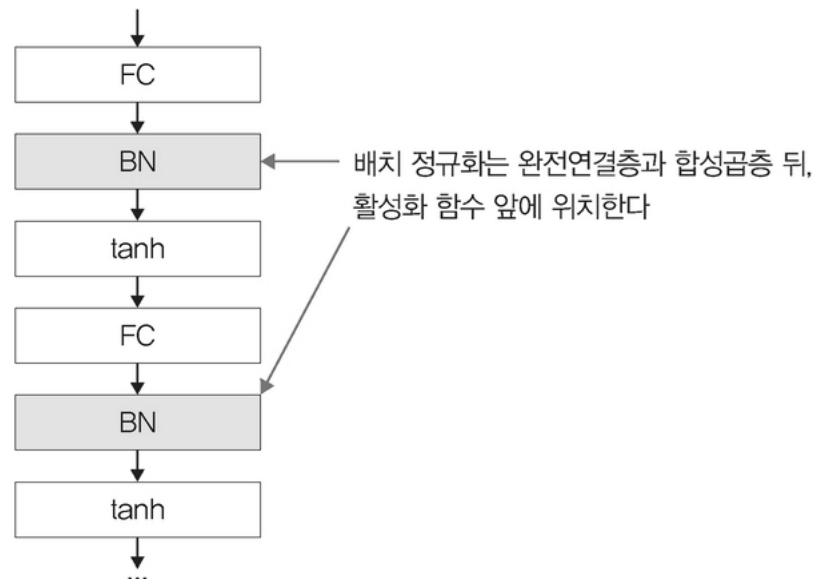 FC
BN
배치 정규화는 완전연결층과 합성곱층 뒤,
활성화 함수 앞에 위치한다
tanh
FC
BN
tanh
...